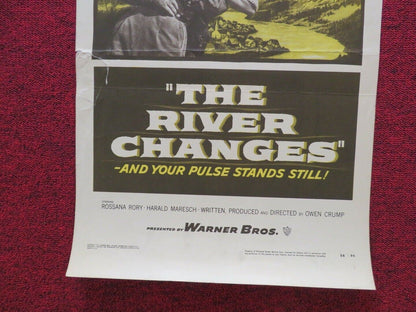 "THE
RIVER
CHANGES"
—AND YOUR PULSE STANDS STILL!
STARRING
ROSSANA RORY · HARALD MARESCH · WRITTEN, PRODUCED AND DIRECTED BY OWEN CRUMP
PRESENTED BY WARNER BROS.